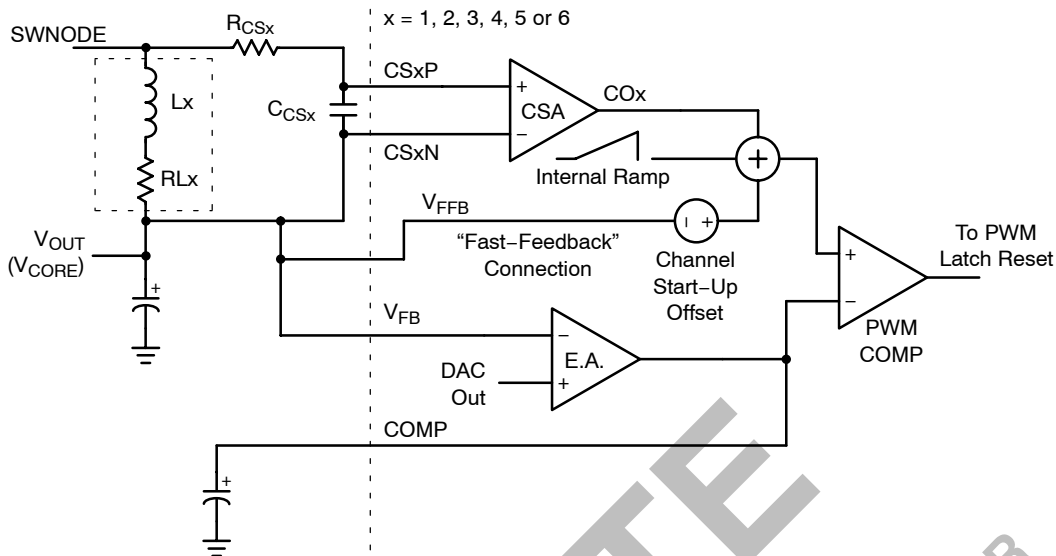 x = 1, 2, 3, 4, 5 or 6
SWNODE
RCSx
CSxP
Lx
CCSx
+
CSA
−
COx
CSxN
Internal Ramp
+
RLx
VFFB
− +
VOUT
(VCORE)
"Fast−Feedback"
Connection
Channel
Start−Up
Offset
To PWM
Latch Reset
+
−
PWM
COMP
+
VFB
−
E.A.
+
DAC
Out
COMP
+
TE
R